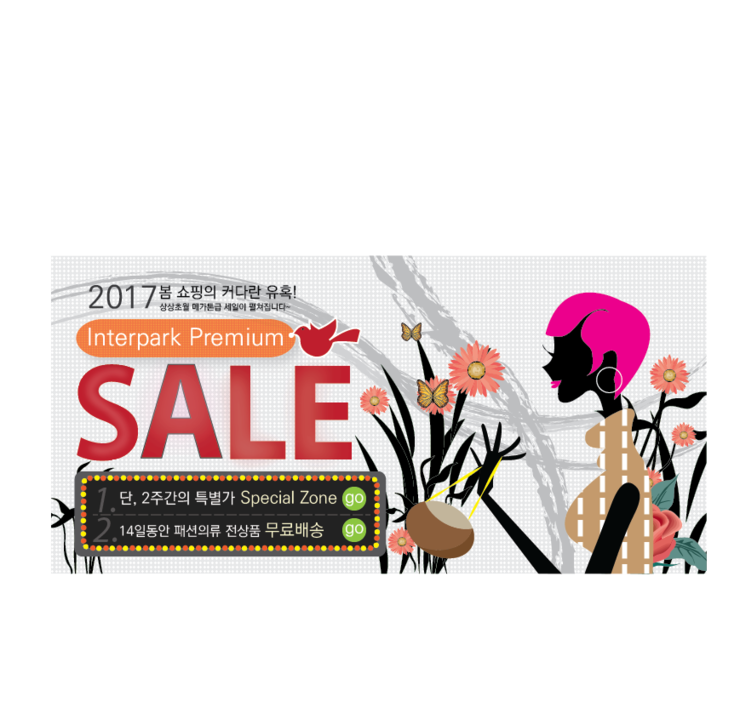 2017봄 쇼핑의 커다란 유혹!
상상초월 메가톤급 세일이 펼쳐집니다~
Interpark Premium
SALE
1. 단, 2주간의 특별가 Special Zone go
2. 14일동안 패션의류 전상품 무료배송 go